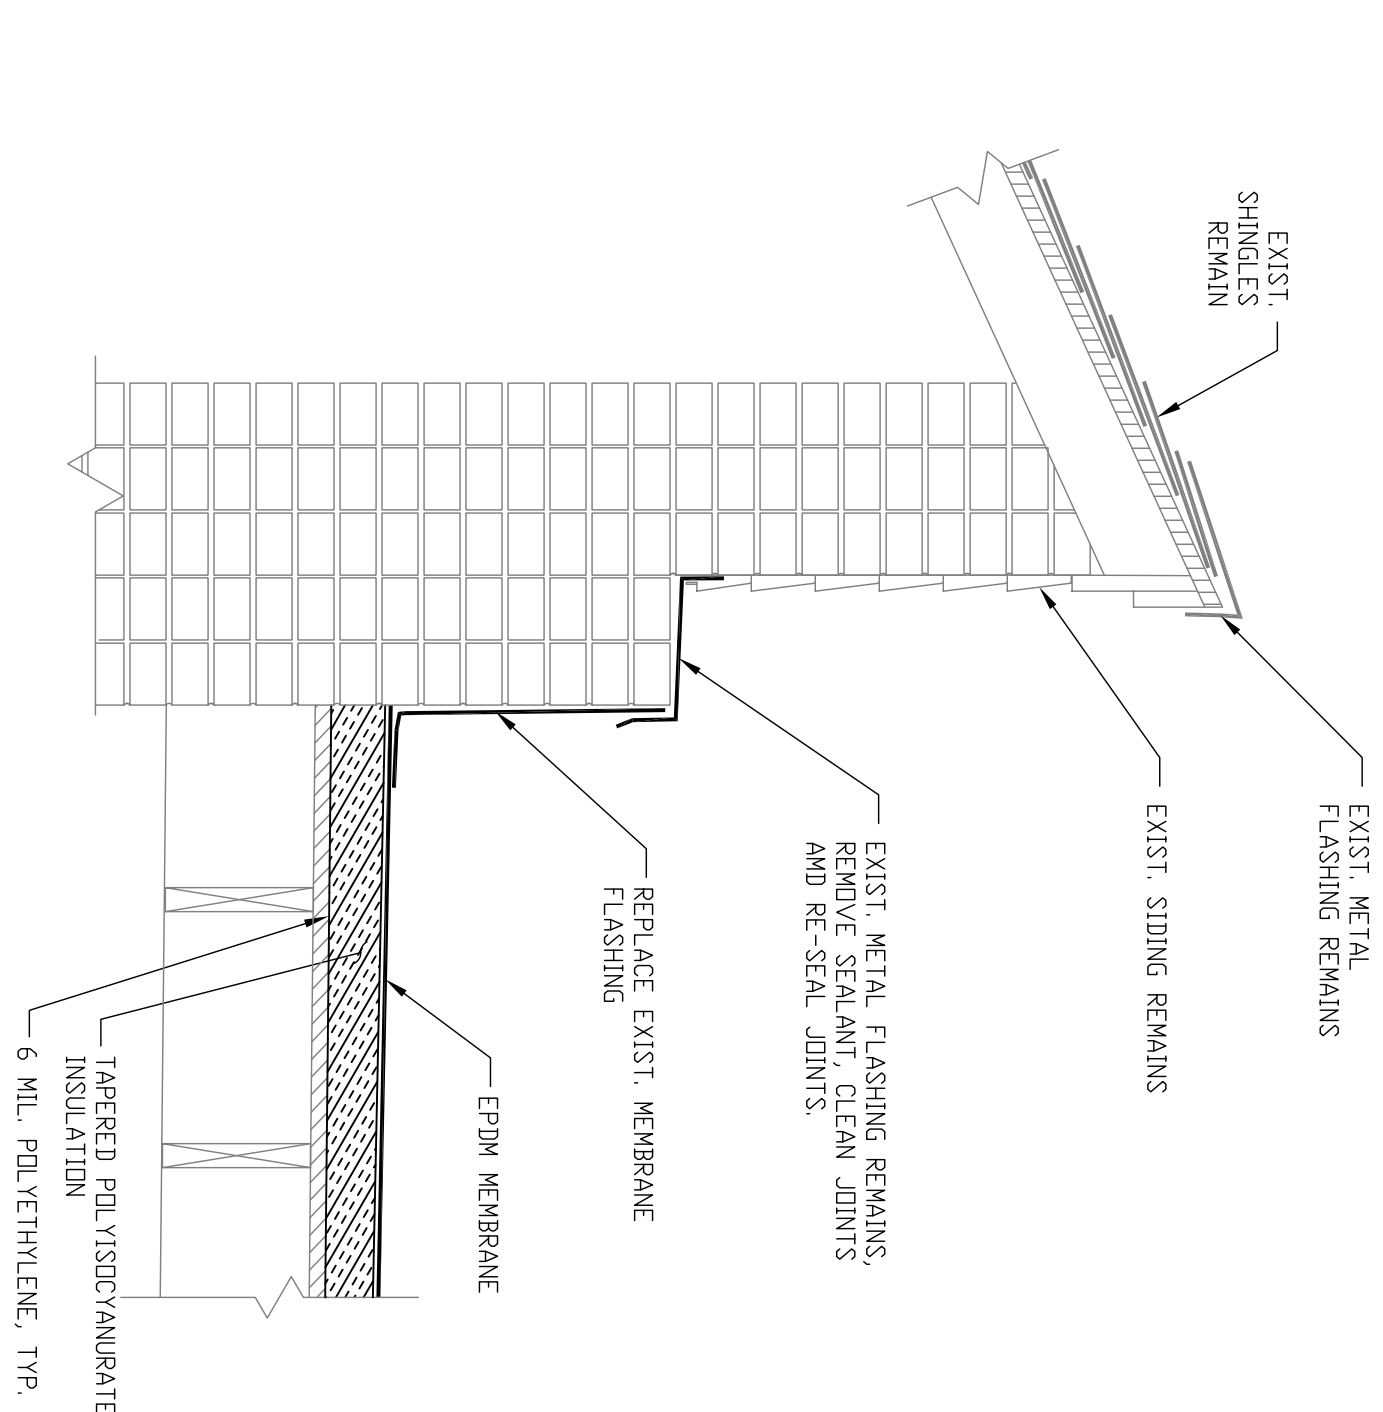 EXIST.
SHINGLES
REMAIN
EXIST. METAL
FLASHING REMAINS
EXIST. SIDING REMAINS
EXIST. METAL FLASHING REMAINS,
REMOVE SEALANT, CLEAN JOINTS
AMD RE-SEAL JOINTS.
REPLACE EXIST. MEMBRANE
FLASHING
EPDM MEMBRANE
TAPERED POLYISOCYANURATE
INSULATION
6 MIL. POLYETHYLENE, TYP.